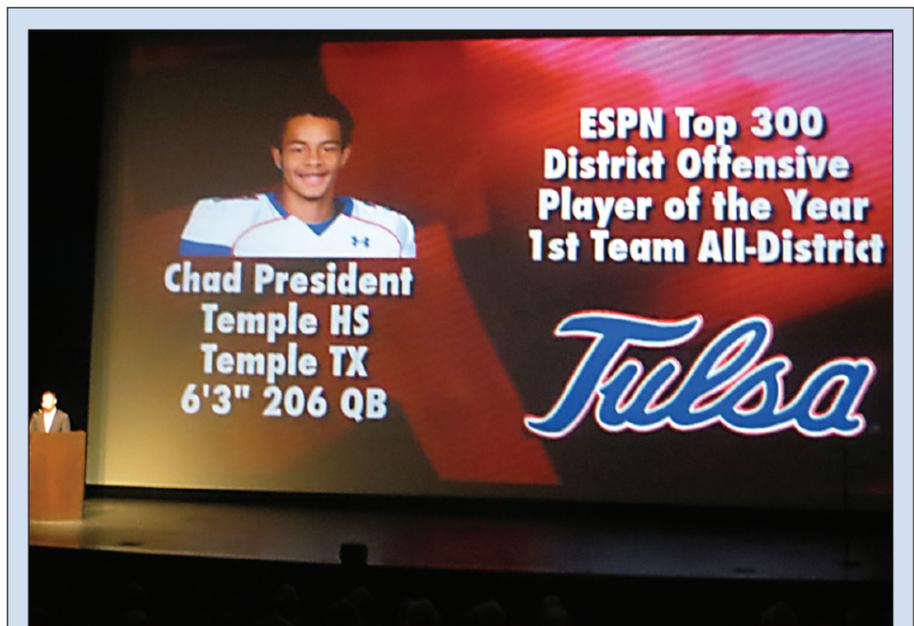 Chad President
Temple HS
Temple TX
6'3" 206 QB
ESPN Top 300
District Offensive
Player of the Year
1st Team All-District
Tulsa